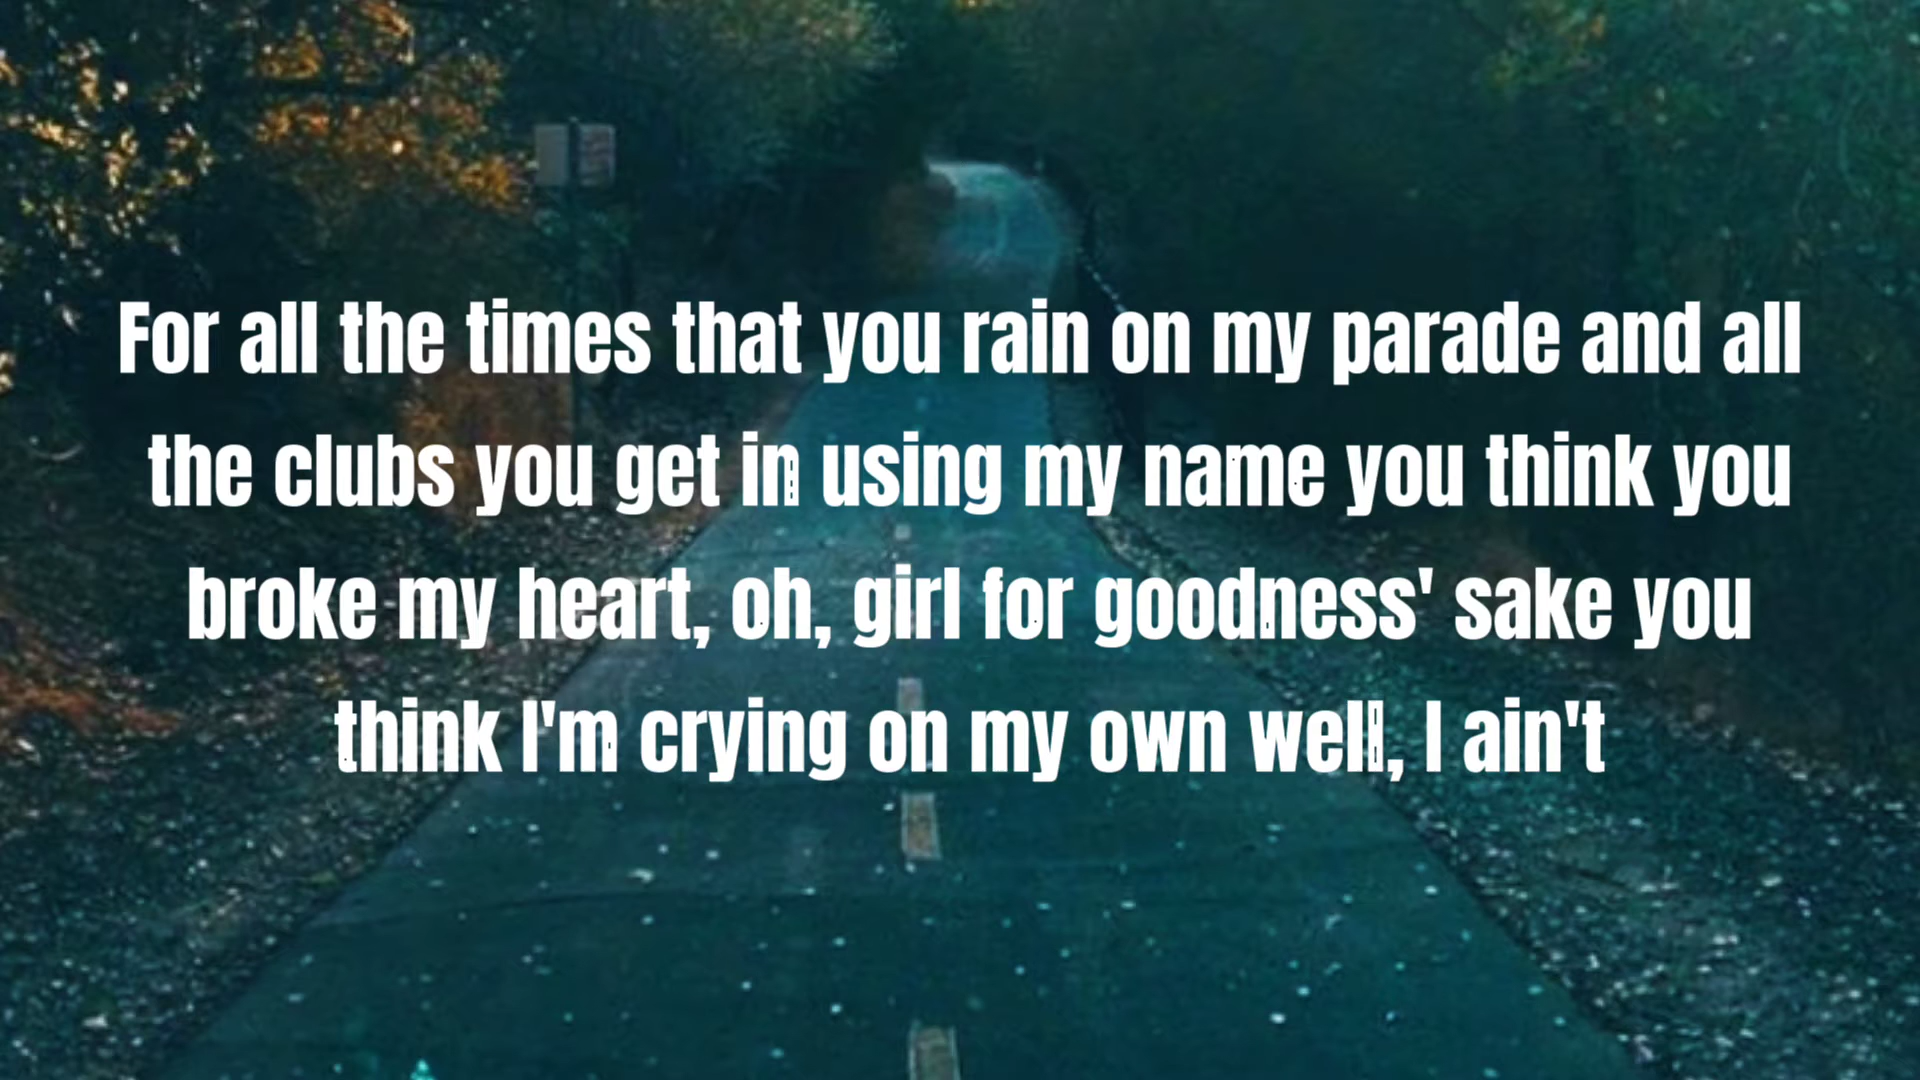 For all the times that you rain on my parade and all
the clubs you get in using my name you think you
broke my heart, oh, girl for goodness' sake you
think I'm crying on my own well, I ain't